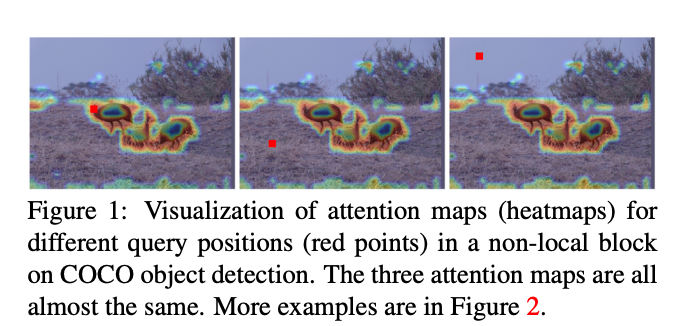 Figure 1: Visualization of attention maps (heatmaps) for
different query positions (red points) in a non-local block
on COCO object detection. The three attention maps are all
almost the same. More examples are in Figure 2.